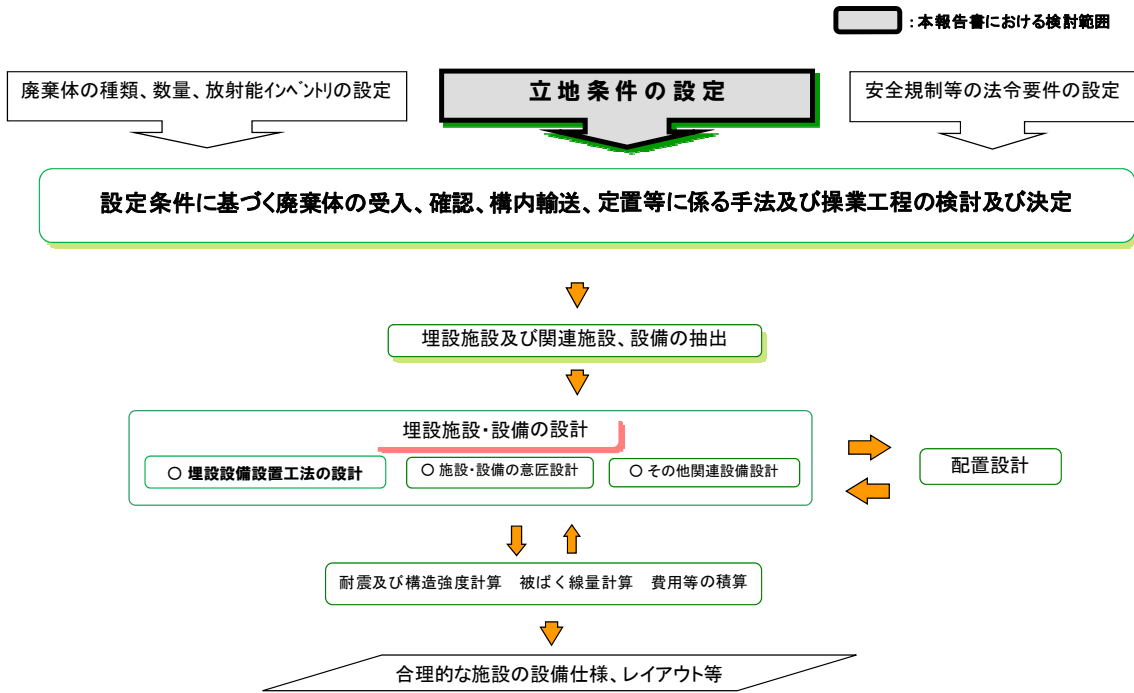 ：本報告書における検討範囲
廃棄体の種類、数量、放射能インベントリの設定
立地条件の設定
安全規制等の法令要件の設定
設定条件に基づく廃棄体の受入、確認、構内輸送、定置等に係る手法及び操業工程の検討及び決定
埋設施設及び関連施設、設備の抽出
埋設施設・設備の設計
○ 埋設設備設置工法の設計
○ 施設・設備の意匠設計
○ その他関連設備設計
配置設計
耐震及び構造強度計算　被ばく線量計算　費用等の積算
合理的な施設の設備仕様、レイアウト等